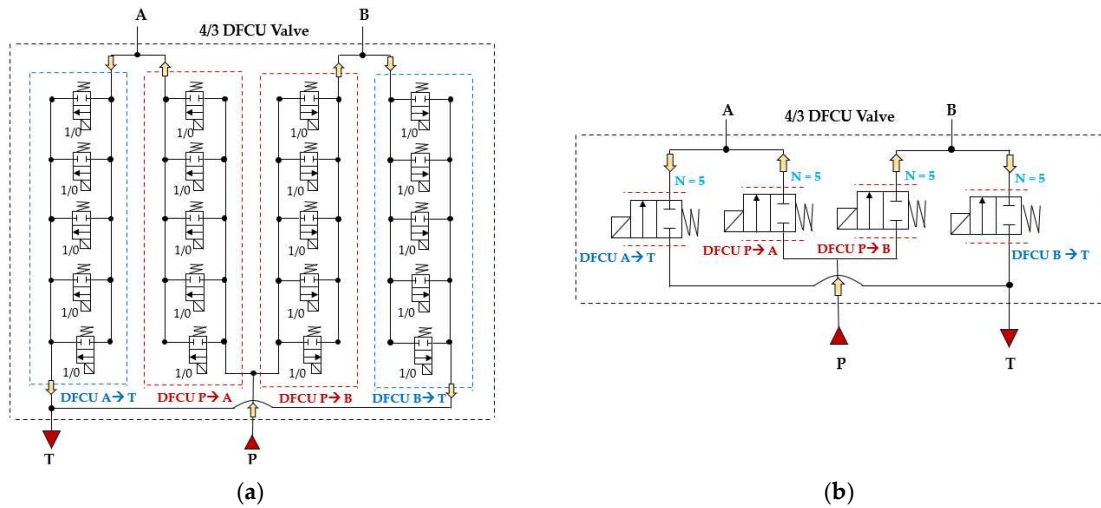 A
B
4/3 DFCU Valve
1/0 1/0 1/0 1/0
1/0 1/0 1/0 1/0
1/0 1/0 1/0 1/0
1/0 1/0 1/0 1/0
1/0 1/0 1/0 1/0
DFCU A→T DFCU P→A DFCU P→B DFCU B→T
T
P
(a)
A
B
4/3 DFCU Valve
N = 5 N = 5 N = 5 N = 5
DFCU A→T DFCU P→A DFCU P→B DFCU B→T
P
T
(b)